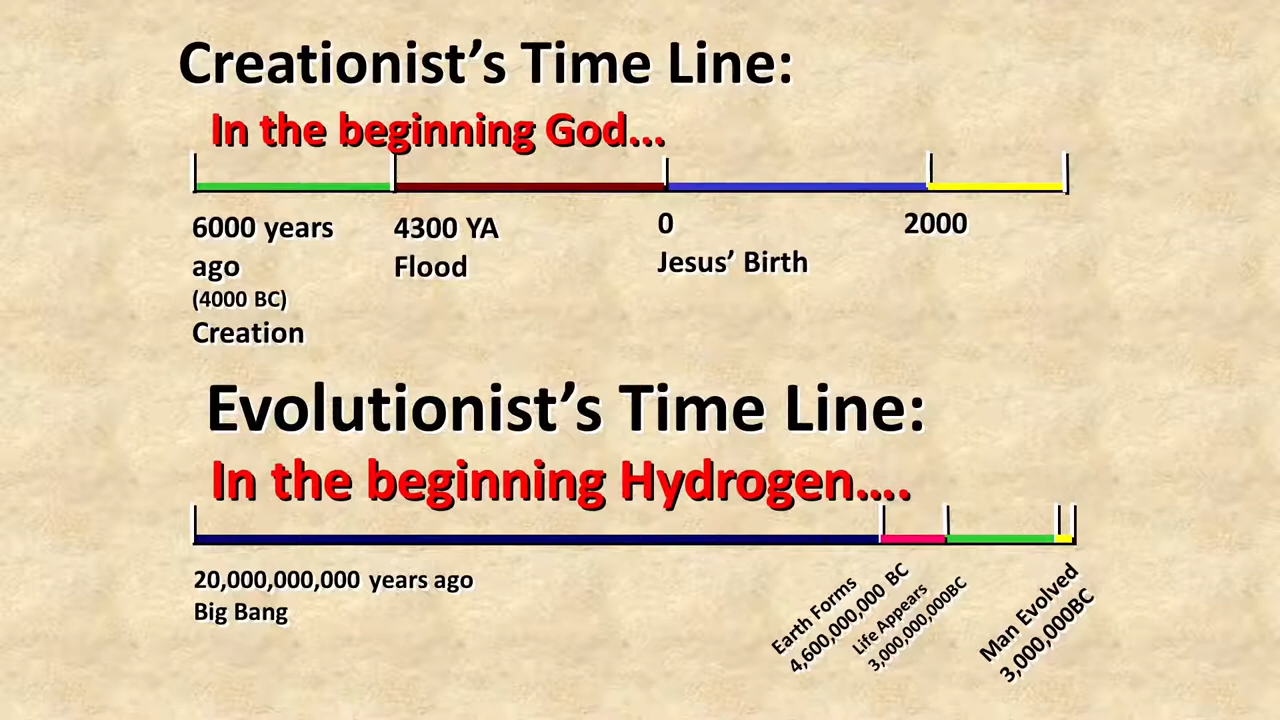 Creationist’s Time Line:
In the beginning God...
6000 years
ago
(4000 BC)
Creation
4300 YA
Flood
0
Jesus’ Birth
2000
Evolutionist’s Time Line:
In the beginning Hydrogen….
20,000,000,000 years ago
Big Bang
Earth Forms
4,600,000,000 BC
Life Appears
3,000,000,000BC
Man Evolved
3,000,000BC